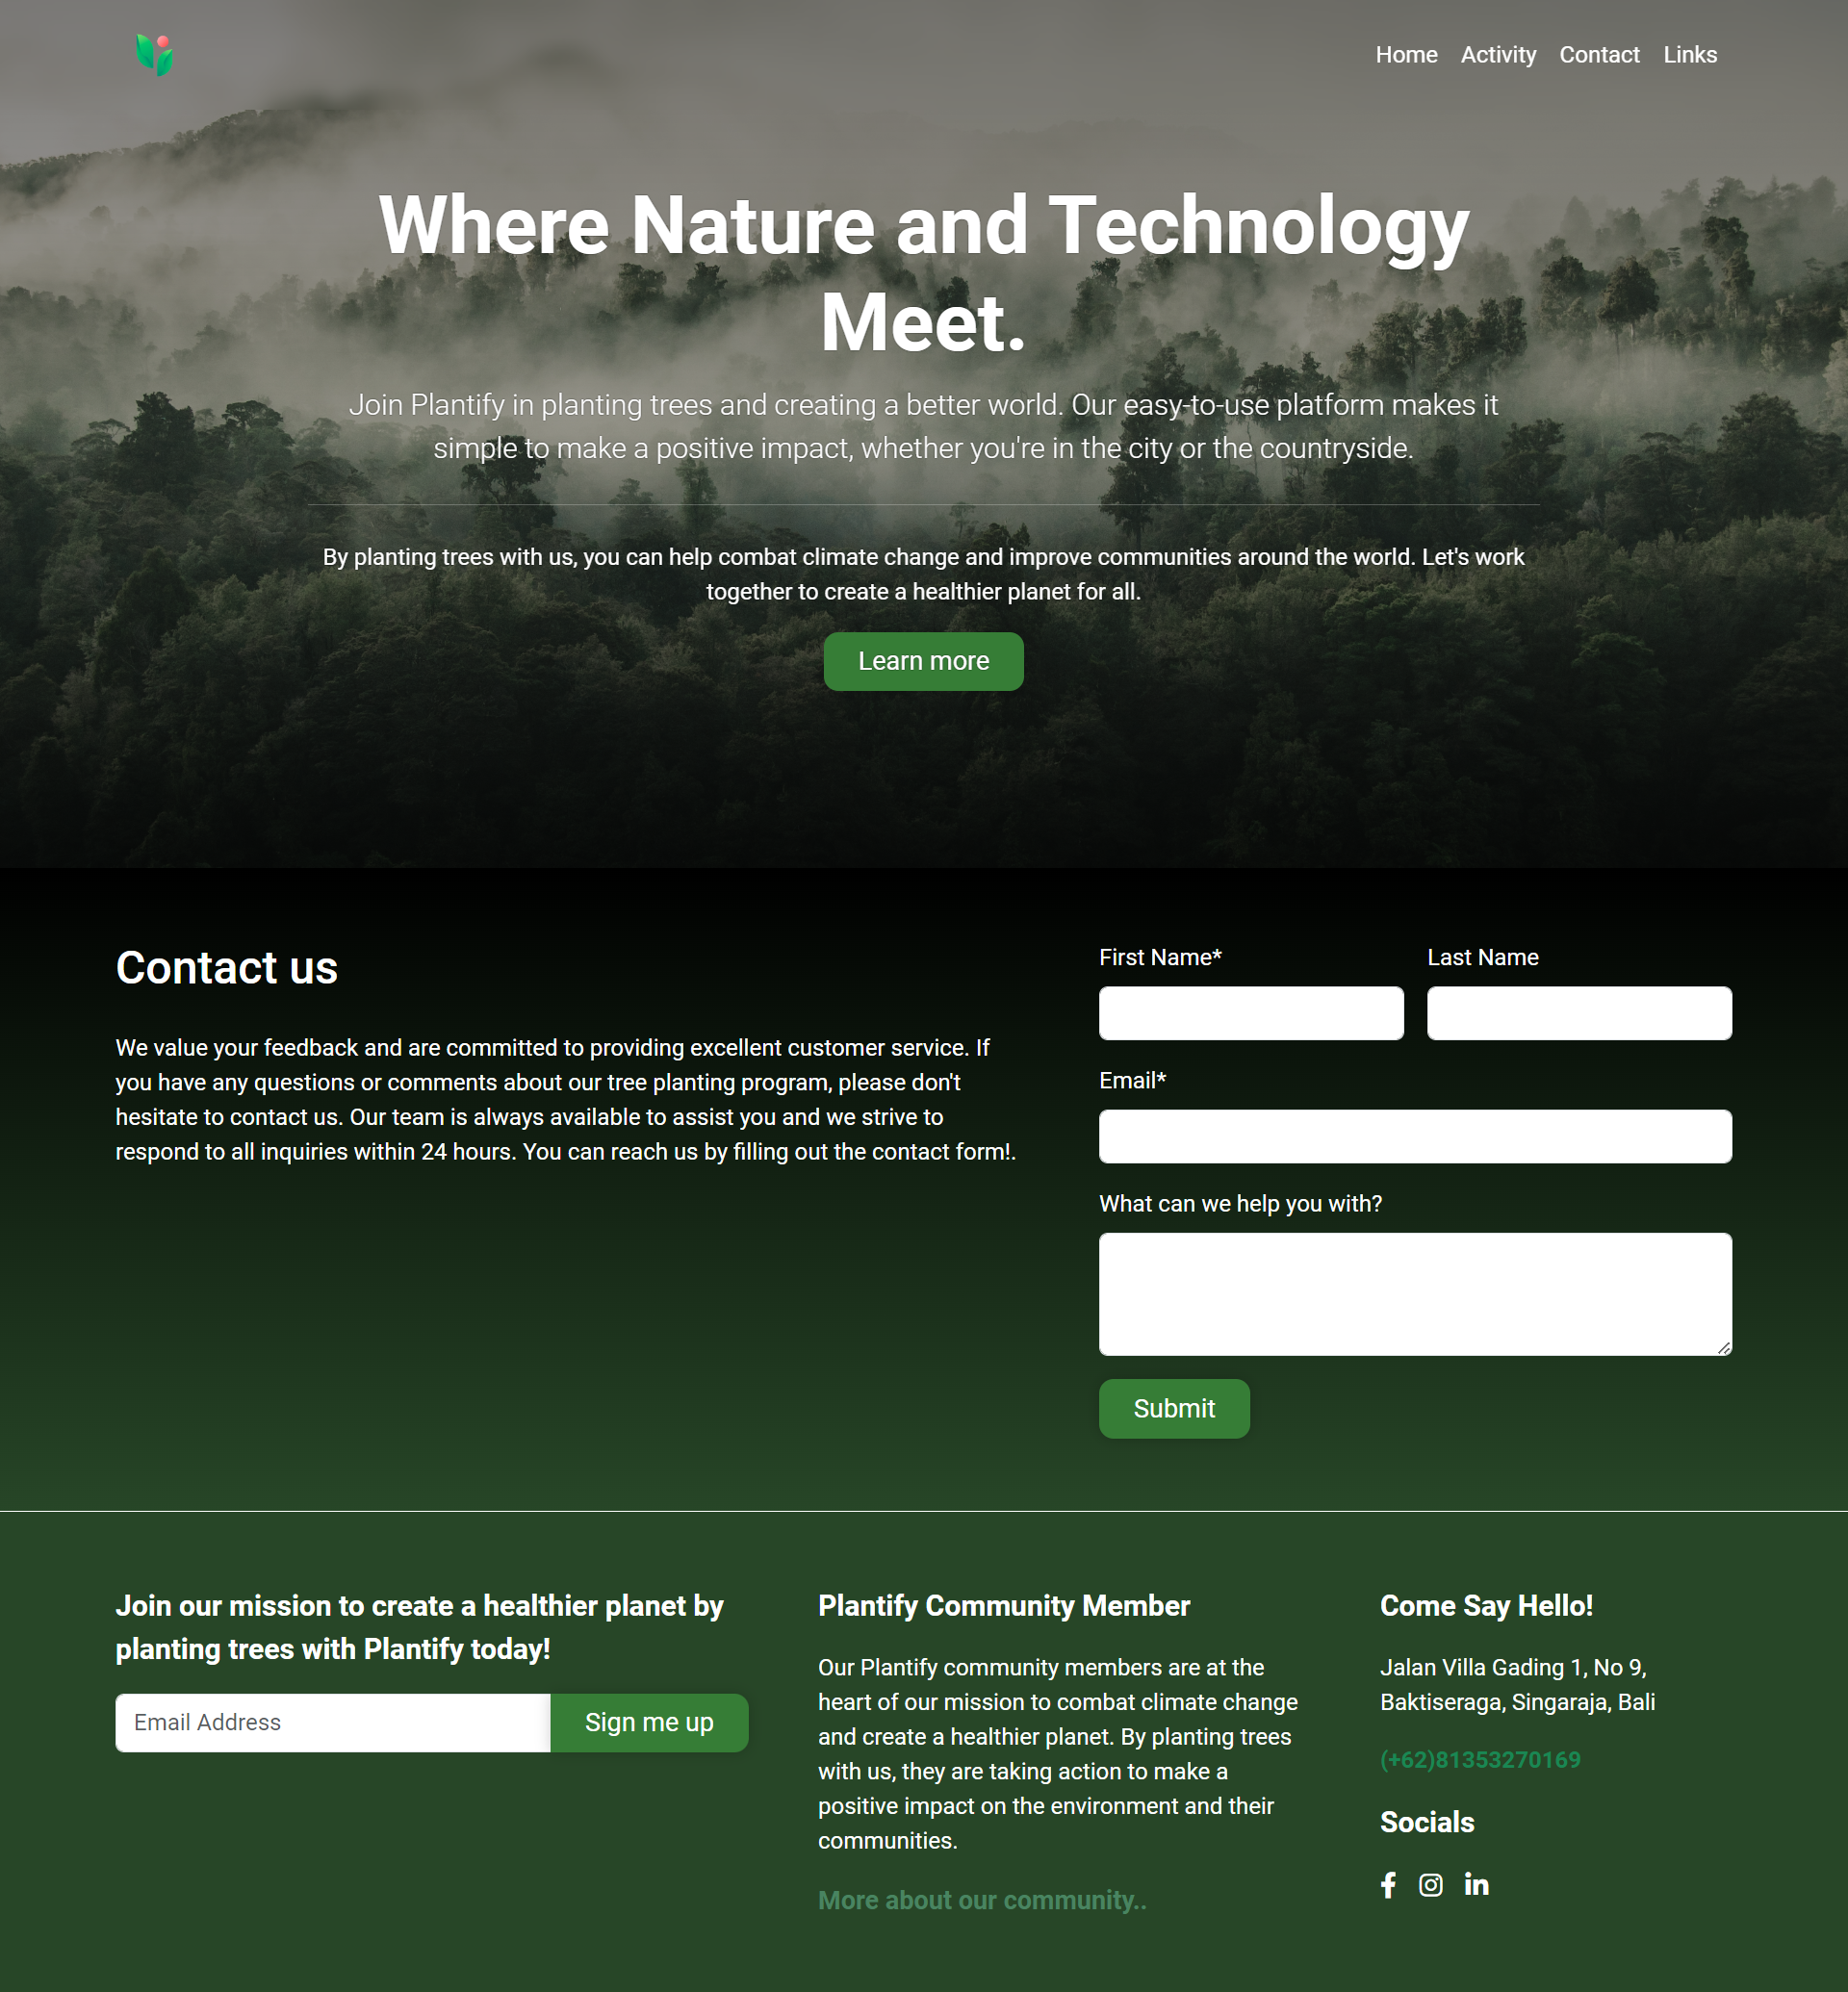 Home Activity Contact Links
Where Nature and Technology
Meet.
Join Plantify in planting trees and creating a better world. Our easy-to-use platform makes it
simple to make a positive impact, whether you're in the city or the countryside.
By planting trees with us, you can help combat climate change and improve communities around the world. Let's work
together to create a healthier planet for all.
Learn more
Contact us
We value your feedback and are committed to providing excellent customer service. If
you have any questions or comments about our tree planting program, please don't
hesitate to contact us. Our team is always available to assist you and we strive to
respond to all inquiries within 24 hours. You can reach us by filling out the contact form!.
First Name* Last Name
Email*
What can we help you with?
Submit
Join our mission to create a healthier planet by
planting trees with Plantify today!
Email Address Sign me up
Plantify Community Member
Our Plantify community members are at the
heart of our mission to combat climate change
and create a healthier planet. By planting trees
with us, they are taking action to make a
positive impact on the environment and their
communities.
More about our community..
Come Say Hello!
Jalan Villa Gading 1, No 9,
Baktiseraga, Singaraja, Bali
(+62)81353270169
Socials